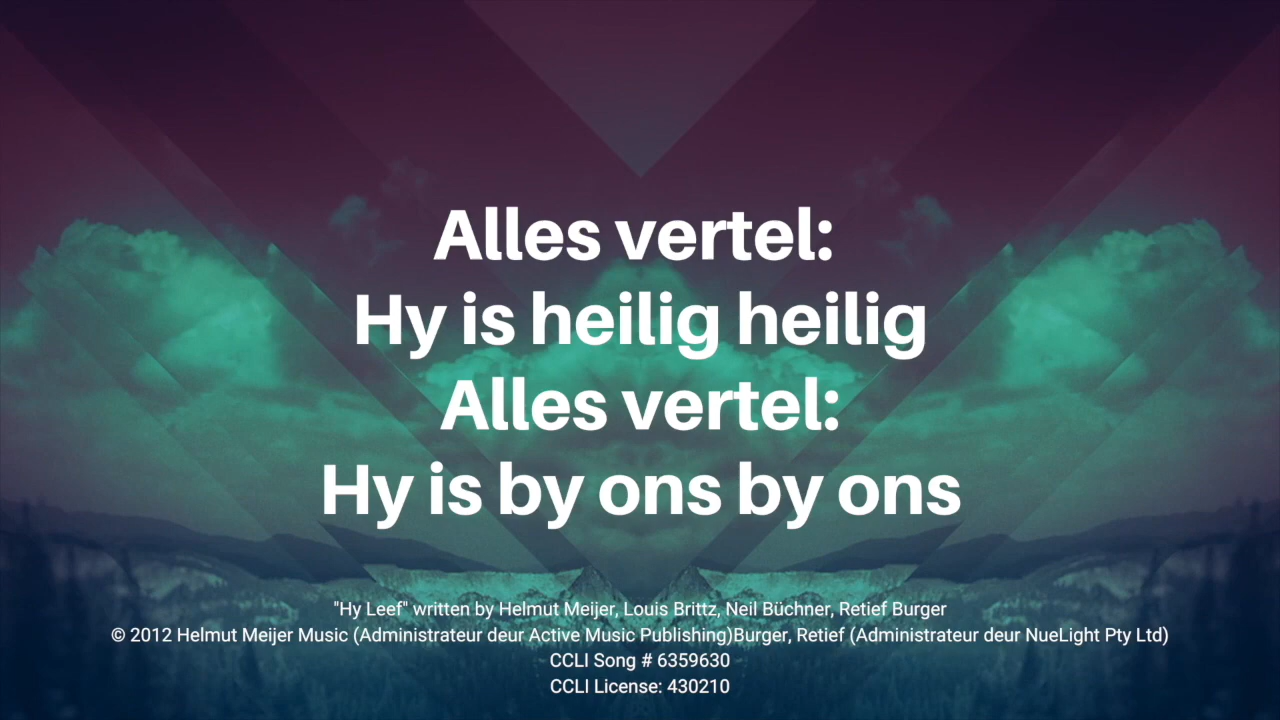 Alles vertel:
Hy is heilig heilig
Alles vertel:
Hy is by ons by ons
"Hy Leef" written by Helmut Meijer, Louis Brittz, Neil Büchner, Retief Burger
© 2012 Helmut Meijer Music (Administrateur deur Active Music Publishing)Burger, Retief (Administrateur deur NueLight Pty Ltd)
CCLI Song # 6359630
CCLI License: 430210